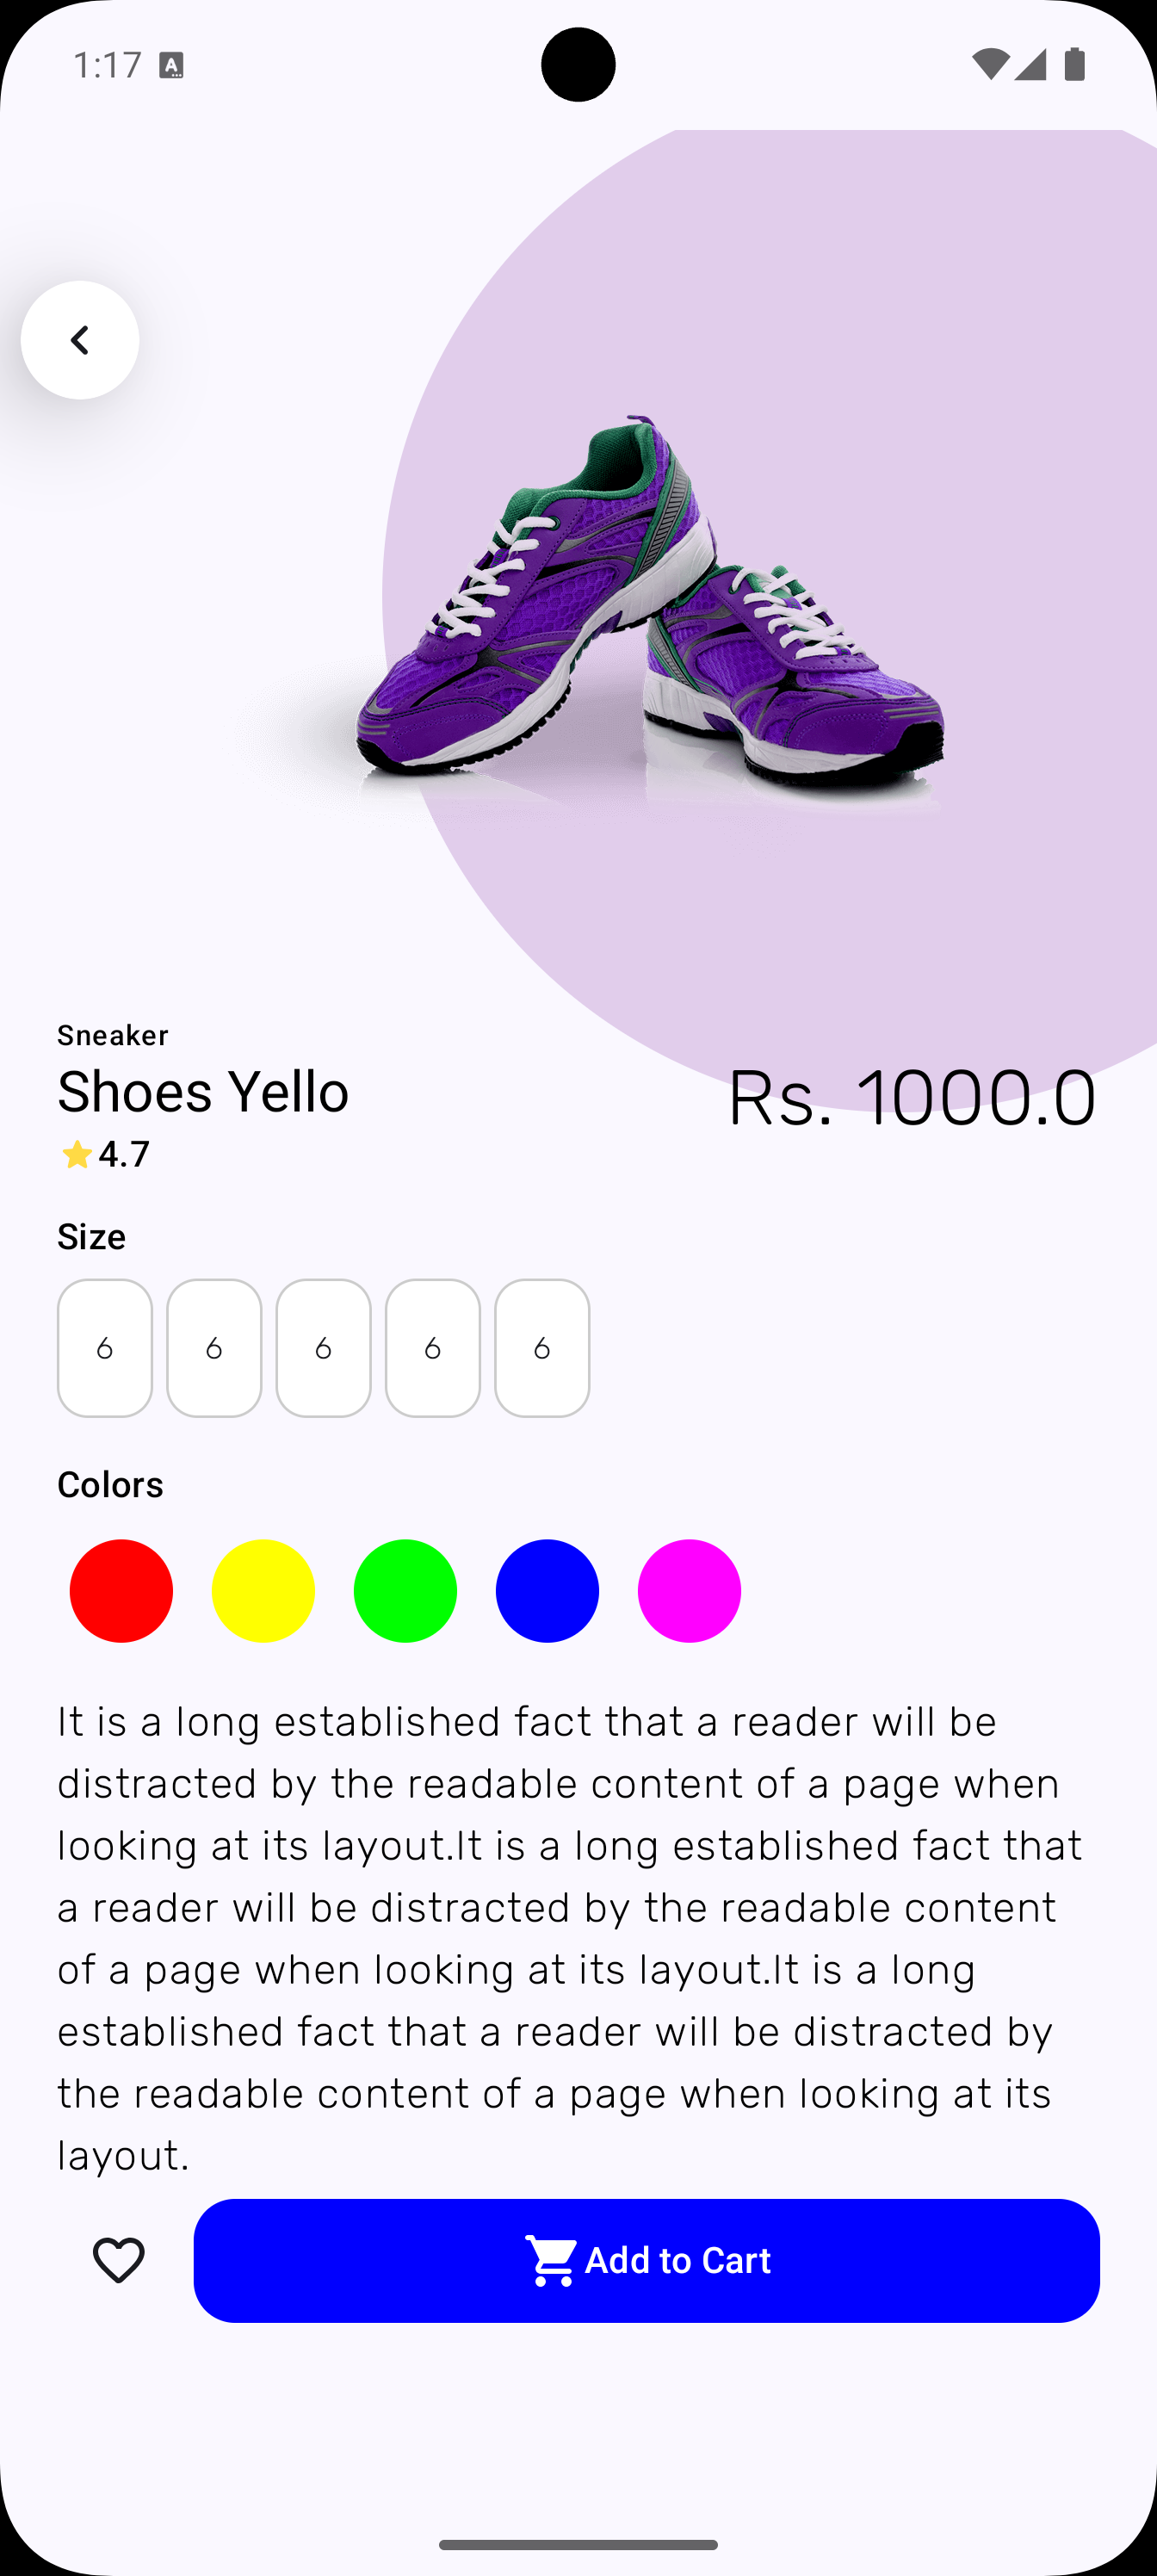 1:17
Sneaker
Shoes Yello
Rs. 1000.0
4.7
Size
6 6 6 6 6
Colors
It is a long established fact that a reader will be
distracted by the readable content of a page when
looking at its layout.It is a long established fact that
a reader will be distracted by the readable content
of a page when looking at its layout.It is a long
established fact that a reader will be distracted by
the readable content of a page when looking at its
layout.
Add to Cart